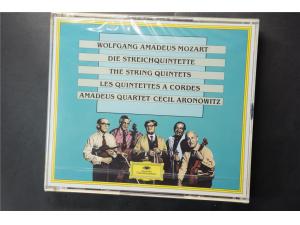 WOLFGANG AMADEUS MOZART
DIE STREICHQUINTETTE
THE STRING QUINTETS
LES QUINTETTES A CORDES
AMADEUS QUARTET·CECIL ARONOWITZ